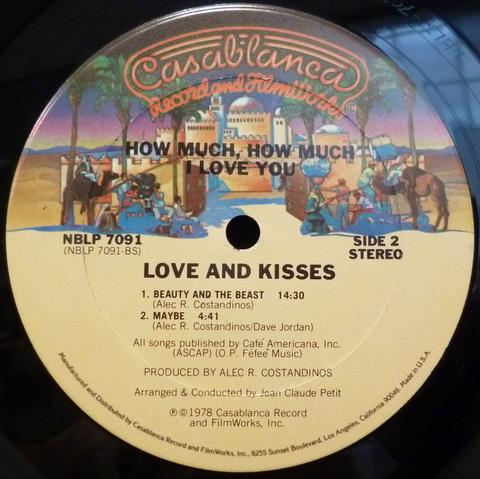 Casablanca
Record and FilmWorks
HOW MUCH, HOW MUCH
I LOVE YOU
NBLP 7091
(NBLP 7091-BS)
SIDE 2
STEREO
LOVE AND KISSES
1. BEAUTY AND THE BEAST 14:30
(Alec R. Costandinos)
2. MAYBE 4:41
(Alec R. Costandinos/Dave Jordan)
All songs published by Cafe Americana, Inc.
(ASCAP) (O.P. Fefee Music)
PRODUCED BY ALEC R. COSTANDINOS
Arranged & Conducted by Jean Claude Petit
℗©1978 Casablanca Record
and FilmWorks, Inc.
Manufactured and Distributed by Casablanca Record and FilmWorks, Inc., 8255 Sunset Boulevard, Los Angeles, California 90046. Made in U.S.A.